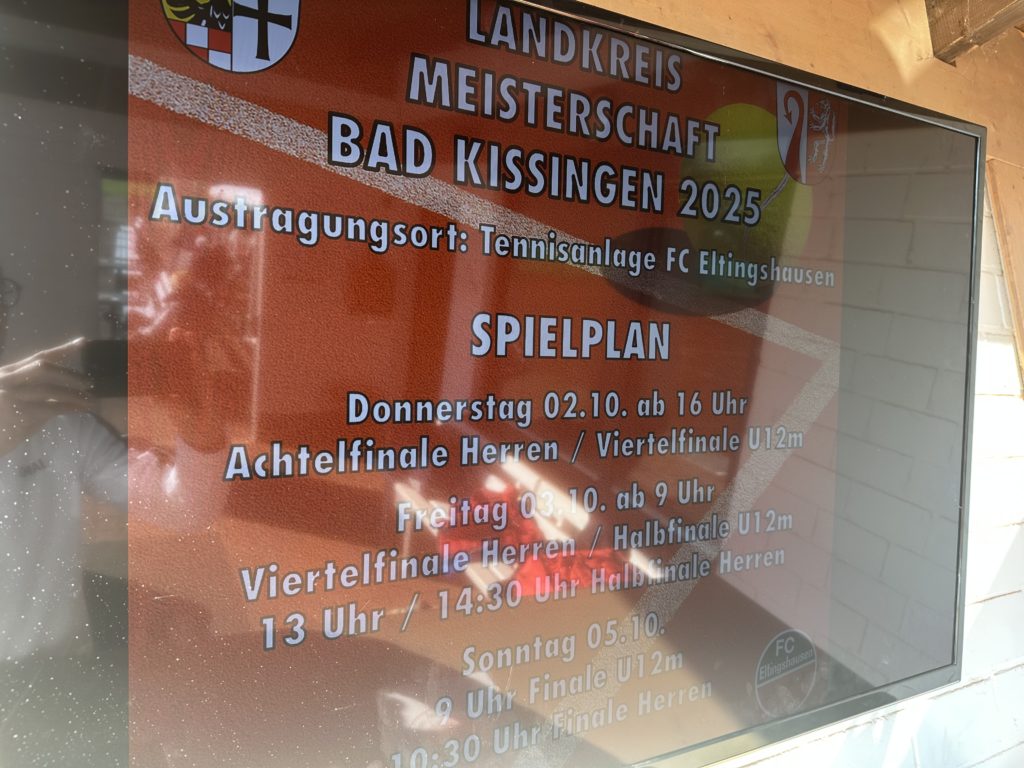 LANDKREIS
MEISTERSCHAFT
BAD KISSINGEN 2025
Austragungsort: Tennisanlage FC Eltingshausen
SPIELPLAN
Donnerstag 02.10. ab 16 Uhr
Achtelfinale Herren / Viertelfinale U12m
Freitag 03.10. ab 9 Uhr
Viertelfinale Herren / Halbfinale U12m
13 Uhr / 14:30 Uhr Halbfinale Herren
Sonntag 05.10.
9 Uhr Finale U12m
10:30 Uhr Finale Herren
FC
Eltingshausen